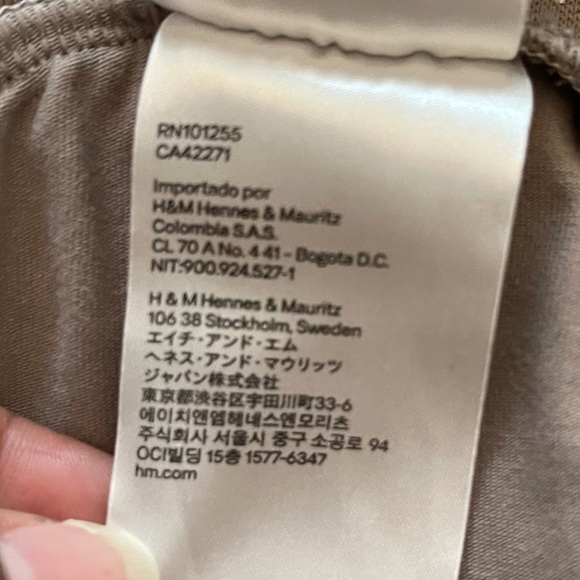 RN101255
CA42271
Importado por
H&M Hennes & Mauritz
Colombia S.A.S.
CL 70 A No. 4 41 - Bogota D.C.
NIT:900.924.527-1
H & M Hennes & Mauritz
106 38 Stockholm, Sweden
エイチ・アンド・エム
ヘネス・アンド・マウリッツ
ジャパン株式会社
東京都渋谷区宇田川町33-6
에이치앤엠헤네스앤모리츠
주식회사 서울시 중구 소공로 94
OCI빌딩 15층 1577-6347
hm.com